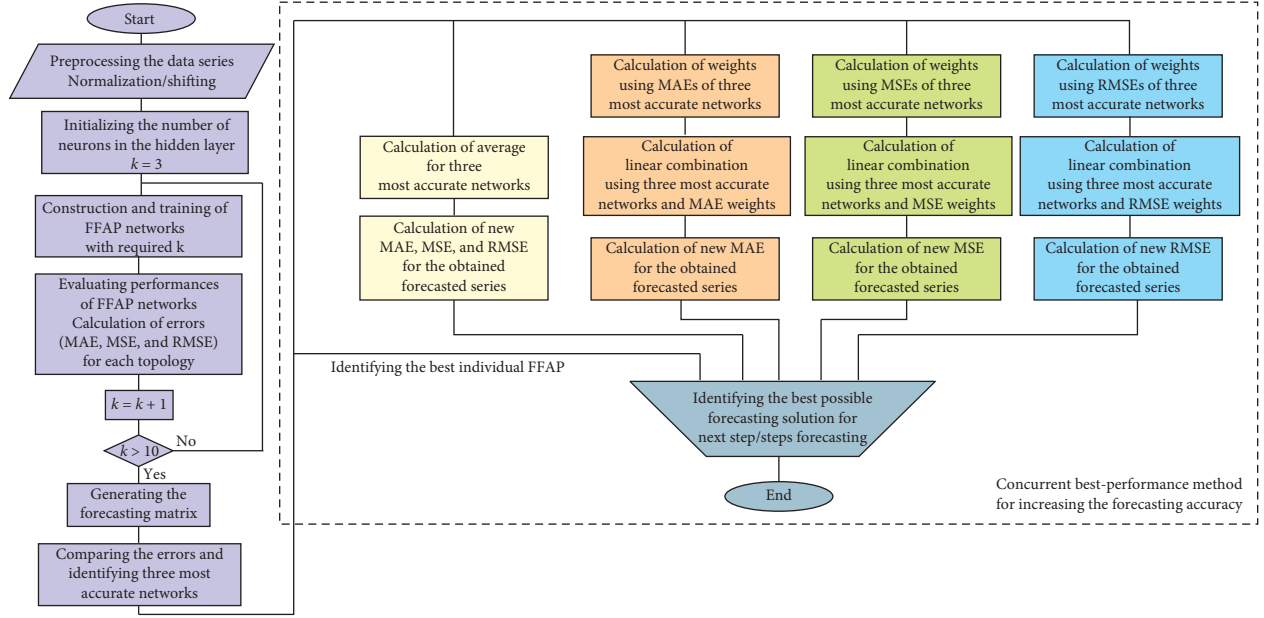 Start
Preprocessing the data series
Normalization/shifting
Initializing the number of
neurons in the hidden layer
k = 3
Construction and training of
FFAP networks
with required k
Evaluating performances
of FFAP networks
Calculation of errors
(MAE, MSE, and RMSE)
for each topology
k = k + 1
k > 10
No
Yes
Generating the
forecasting matrix
Comparing the errors and
identifying three most
accurate networks
Calculation of average
for three
most accurate networks
Calculation of new
MAE, MSE, and RMSE
for the obtained
forecasted series
Calculation of weights
using MAEs of three
most accurate networks
Calculation of
linear combination
using three most accurate
networks and MAE weights
Calculation of new MAE
for the obtained
forecasted series
Calculation of weights
using MSEs of three
most accurate networks
Calculation of
linear combination
using three most accurate
networks and MSE weights
Calculation of new MSE
for the obtained
forecasted series
Calculation of weights
using RMSEs of three
most accurate networks
Calculation of
linear combination
using three most accurate
networks and RMSE weights
Calculation of new RMSE
for the obtained
forecasted series
Identifying the best individual FFAP
Identifying the best possible
forecasting solution for
next step/steps forecasting
End
Concurrent best-performance method
for increasing the forecasting accuracy